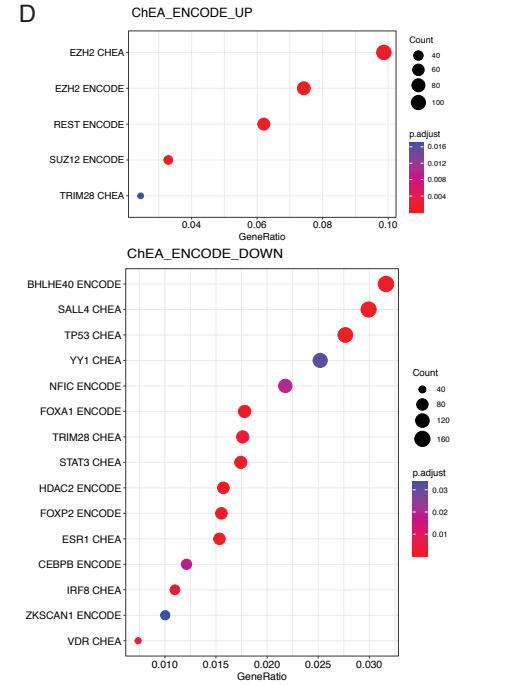 D
ChEA_ENCODE_UP
EZH2 CHEA
EZH2 ENCODE
REST ENCODE
SUZ12 ENCODE
TRIM28 CHEA
0.04 0.06 0.08 0.10
GeneRatio
Count
40
60
80
100
p.adjust
0.016
0.012
0.008
0.004
ChEA_ENCODE_DOWN
BHLHE40 ENCODE
SALL4 CHEA
TP53 CHEA
YY1 CHEA
NFIC ENCODE
FOXA1 ENCODE
TRIM28 CHEA
STAT3 CHEA
HDAC2 ENCODE
FOXP2 ENCODE
ESR1 CHEA
CEBPB ENCODE
IRF8 CHEA
ZKSCAN1 ENCODE
VDR CHEA
0.010 0.015 0.020 0.025 0.030
GeneRatio
Count
40
80
120
160
p.adjust
0.03
0.02
0.01